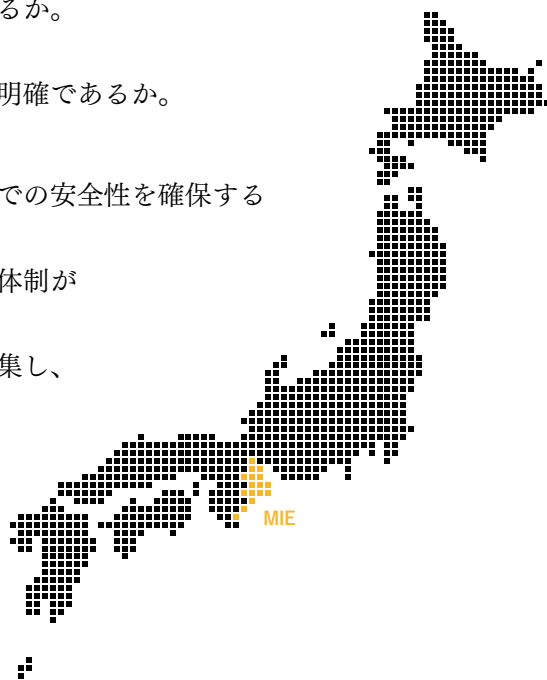 るか。
明確であるか。
での安全性を確保する
体制が
集し、
MIE